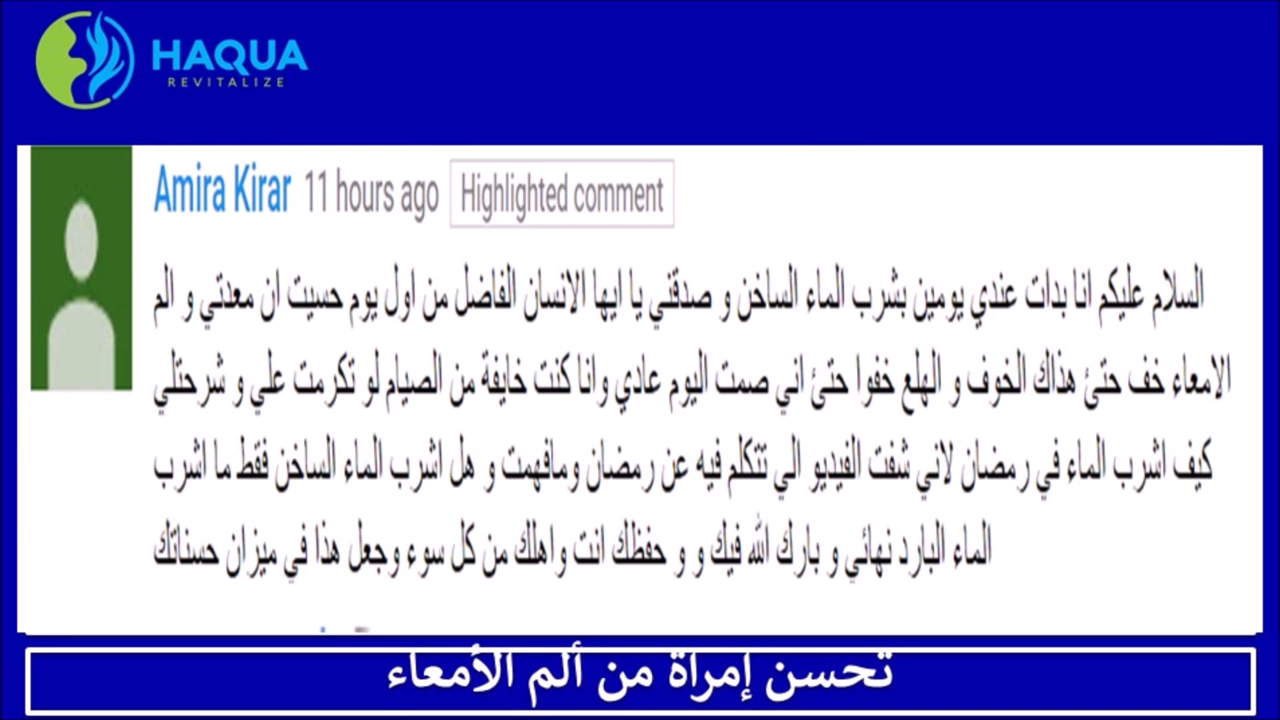 HAQUA
REVITALIZE
Amira Kirar 11 hours ago Highlighted comment
السلام عليكم انا بدات عندي يومين بشرب الماء الساخن و صدقني يا ايها الانسان الفاضل من اول يوم حسيت ان معدتي و الم
الامعاء خف حتئ هذاك الخوف و الهلع خفوا حتئ اني صمت اليوم عادي وانا كنت خايفة من الصيام لو تكرمت علي و شرحتلي
كيف اشرب الماء في رمضان لاني شفت الفيديو الي تتكلم فيه عن رمضان ومافهمت و هل اشرب الماء الساخن فقط ما اشرب
الماء البارد نهائي و بارك الله فيك و و حفظك انت واهلك من كل سوء وجعل هذا في ميزان حسناتك
تحسن إمرأة من ألم الأمعاء